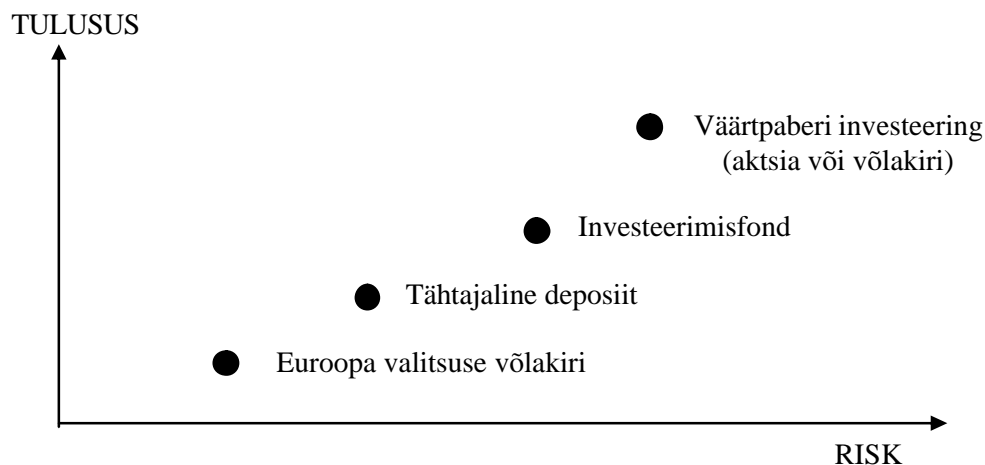 TULUSUS
Väärtpaberi investeering
(aktsia või võlakiri)
Investeerimisfond
Tähtajaline deposiit
Euroopa valitsuse võlakiri
RISK